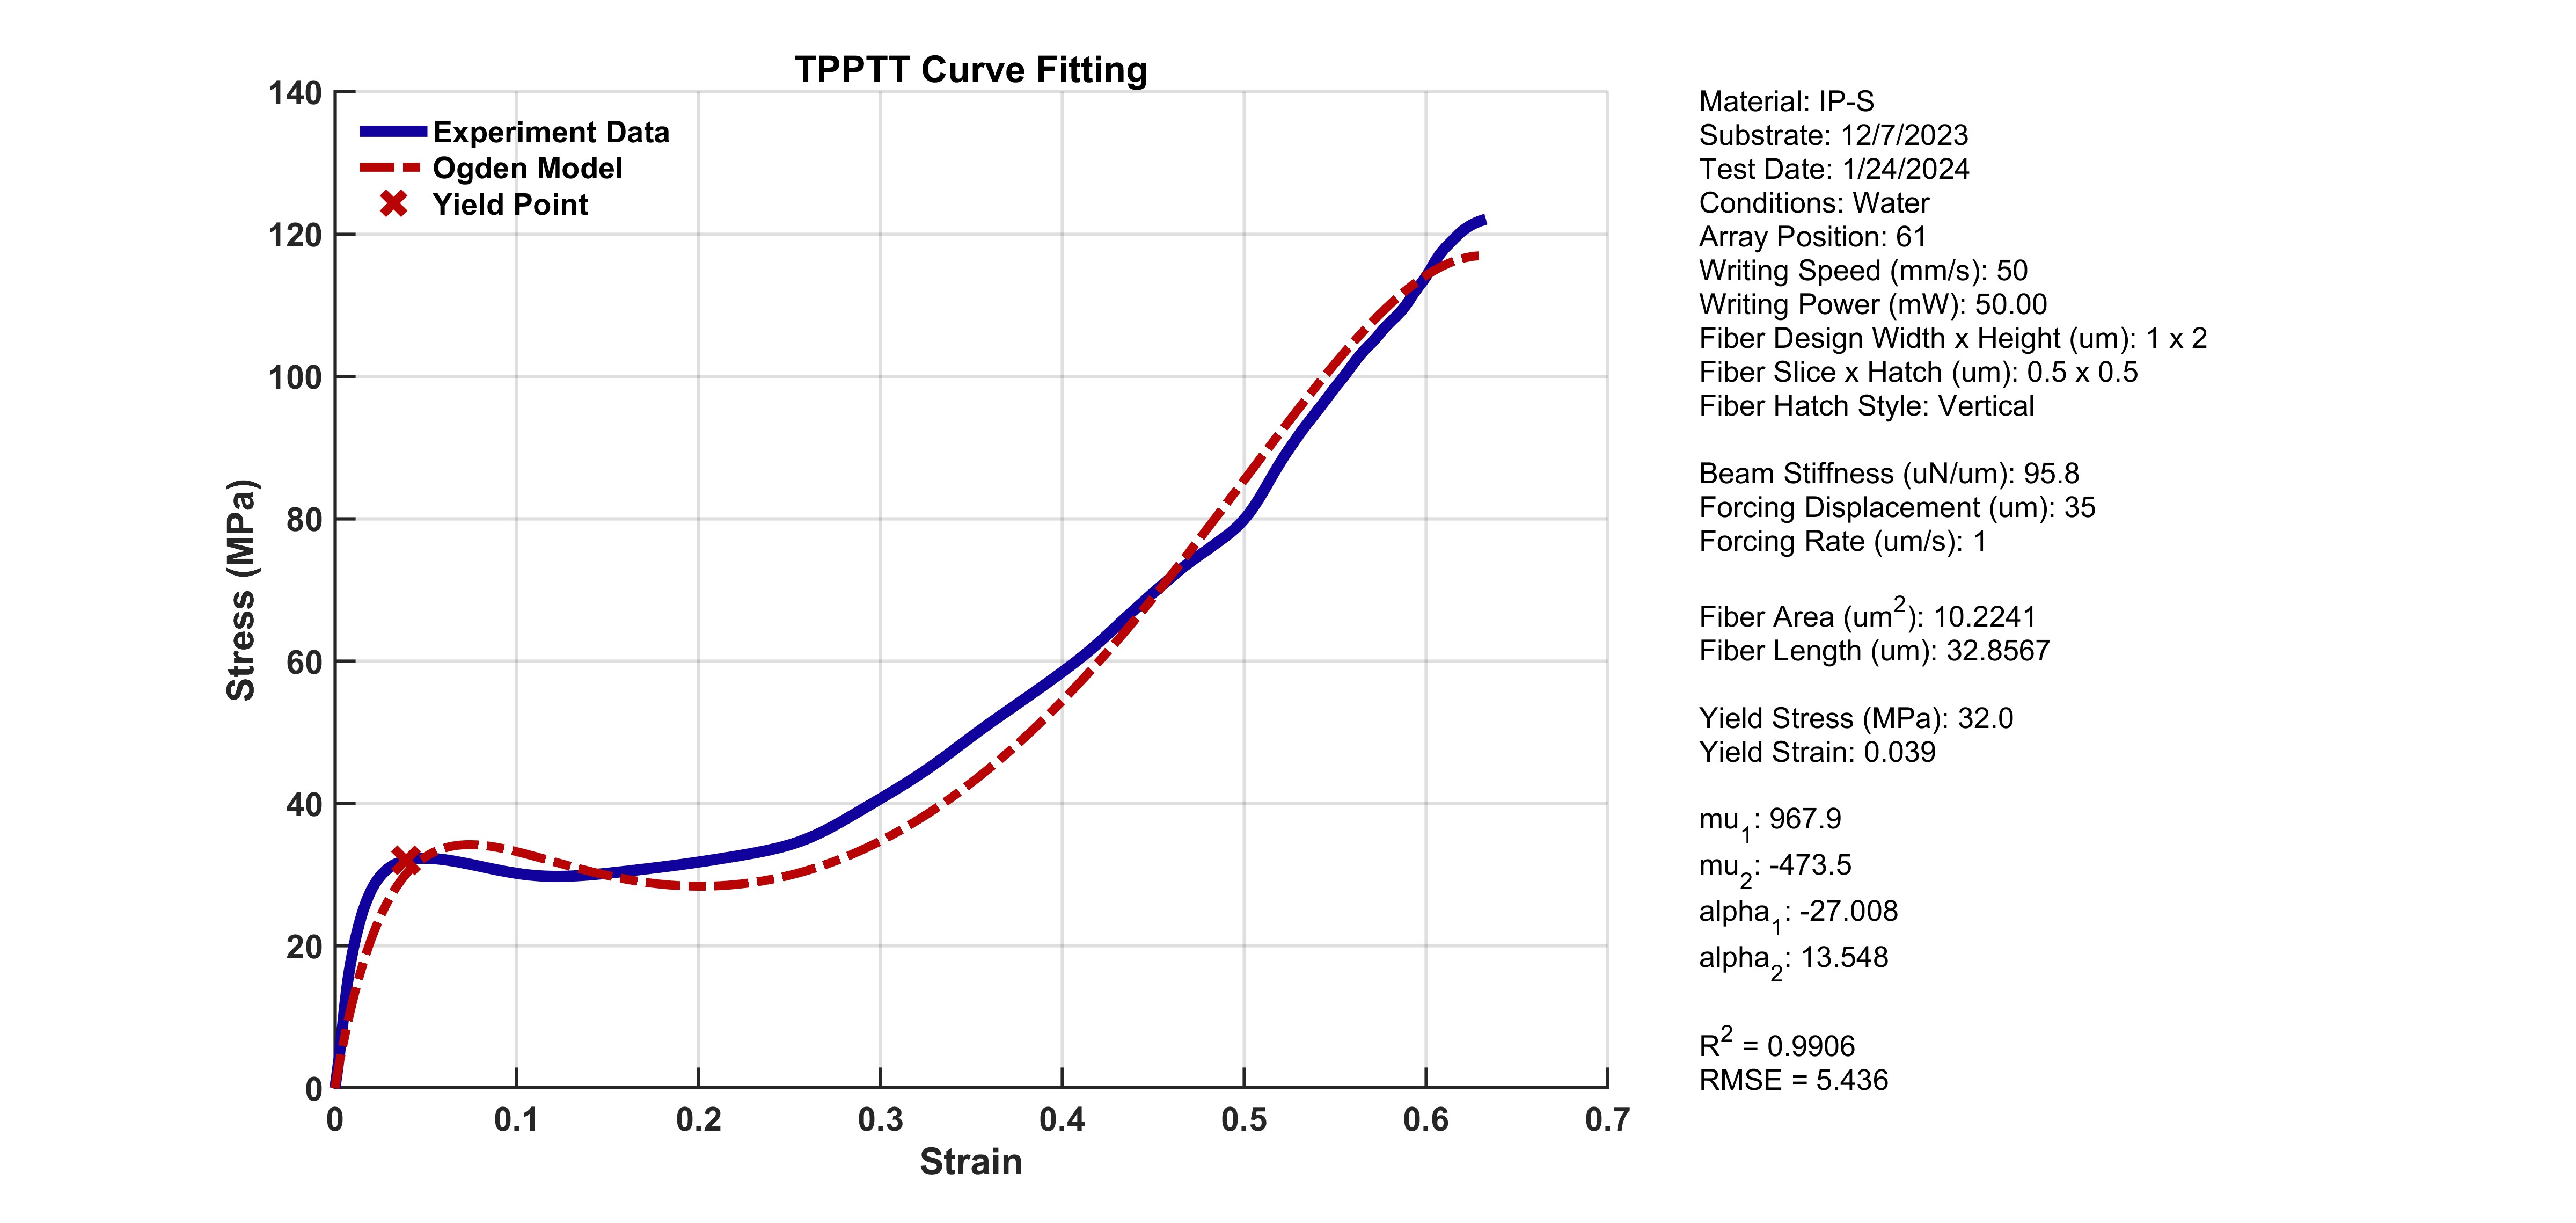 TPPTT Curve Fitting
140
120
100
80
60
40
20
0
Stress (MPa)
Experiment Data
Ogden Model
Yield Point
0 0.1 0.2 0.3 0.4 0.5 0.6 0.7
Strain
Material: IP-S
Substrate: 12/7/2023
Test Date: 1/24/2024
Conditions: Water
Array Position: 61
Writing Speed (mm/s): 50
Writing Power (mW): 50.00
Fiber Design Width x Height (um): 1 x 2
Fiber Slice x Hatch (um): 0.5 x 0.5
Fiber Hatch Style: Vertical
Beam Stiffness (uN/um): 95.8
Forcing Displacement (um): 35
Forcing Rate (um/s): 1
Fiber Area (um²): 10.2241
Fiber Length (um): 32.8567
Yield Stress (MPa): 32.0
Yield Strain: 0.039
mu₁: 967.9
mu₂: -473.5
alpha₁: -27.008
alpha₂: 13.548
R² = 0.9906
RMSE = 5.436